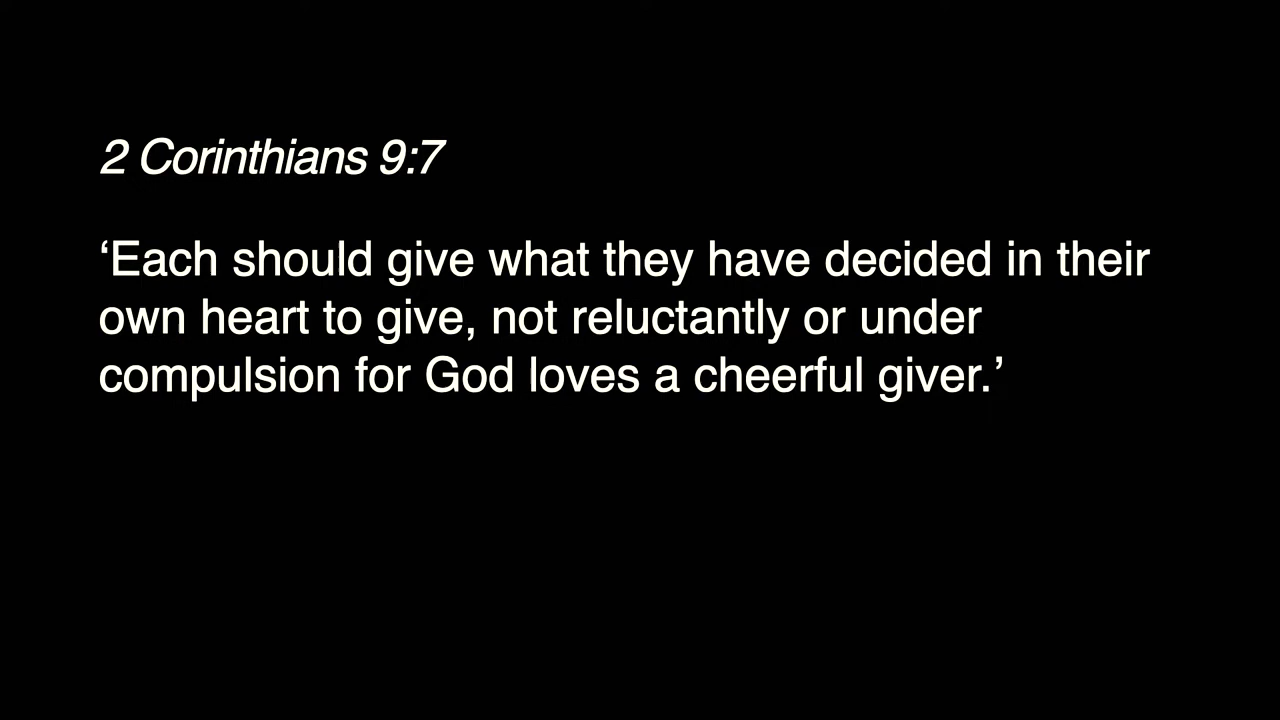 2 Corinthians 9:7
‘Each should give what they have decided in their
own heart to give, not reluctantly or under
compulsion for God loves a cheerful giver.’